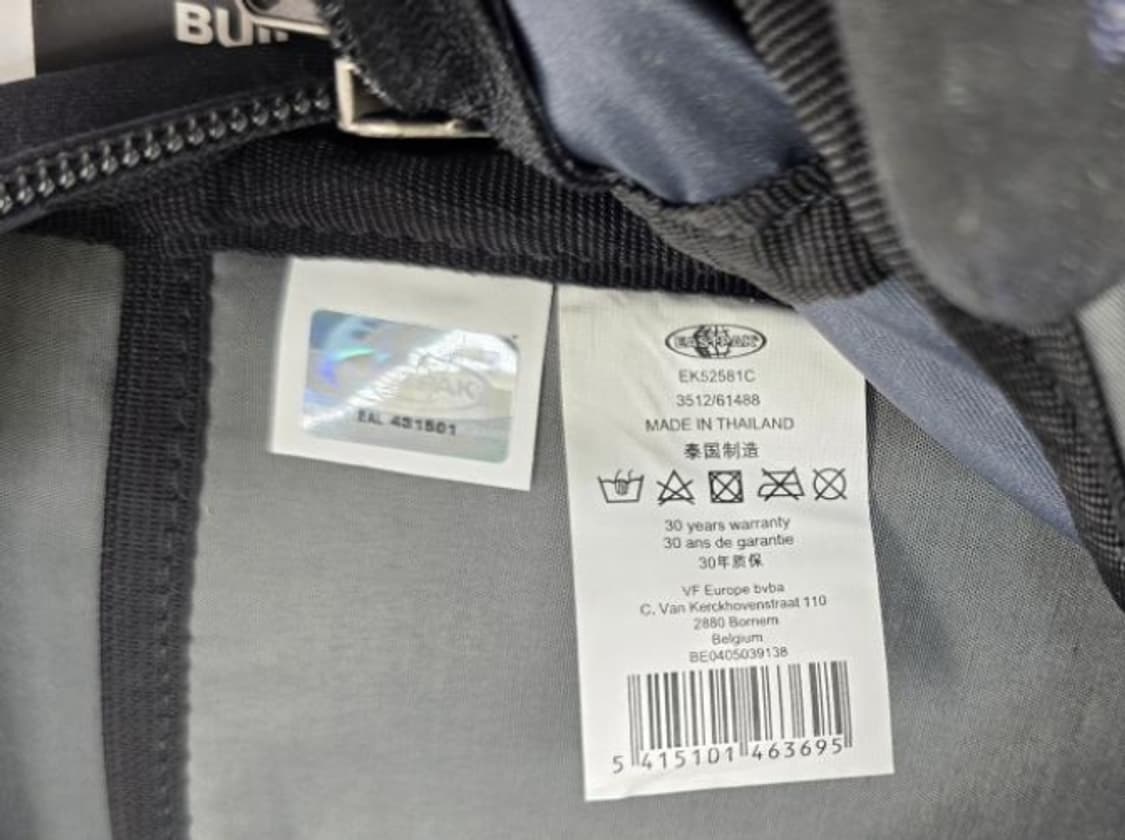 EAL 431501
EASTPAK
EK52581C
3512/61488
MADE IN THAILAND
泰国制造
30 years warranty
30 ans de garantie
30年质保
VF Europe bvba
C. Van Kerckhovenstraat 110
2880 Bornem
Belgium
BE0405039138
5 415101 463695